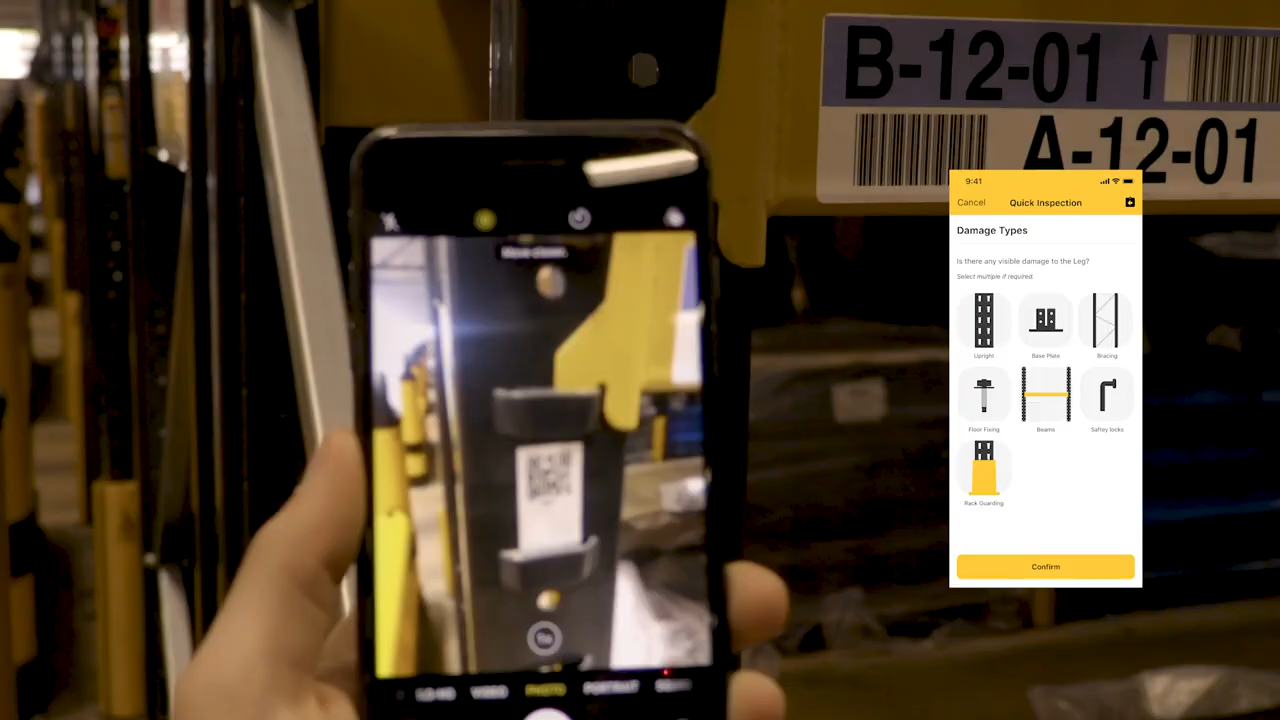 B-12-01
A-12-01
9:41
Cancel
Quick Inspection
Damage Types
Is there any visible damage to the Leg?
Select multiple if required.
Upright
Base Plate
Bracing
Floor Fixing
Beams
Saftey locks
Rack Guarding
Confirm
VIDEO
PHOTO
PORTRAIT